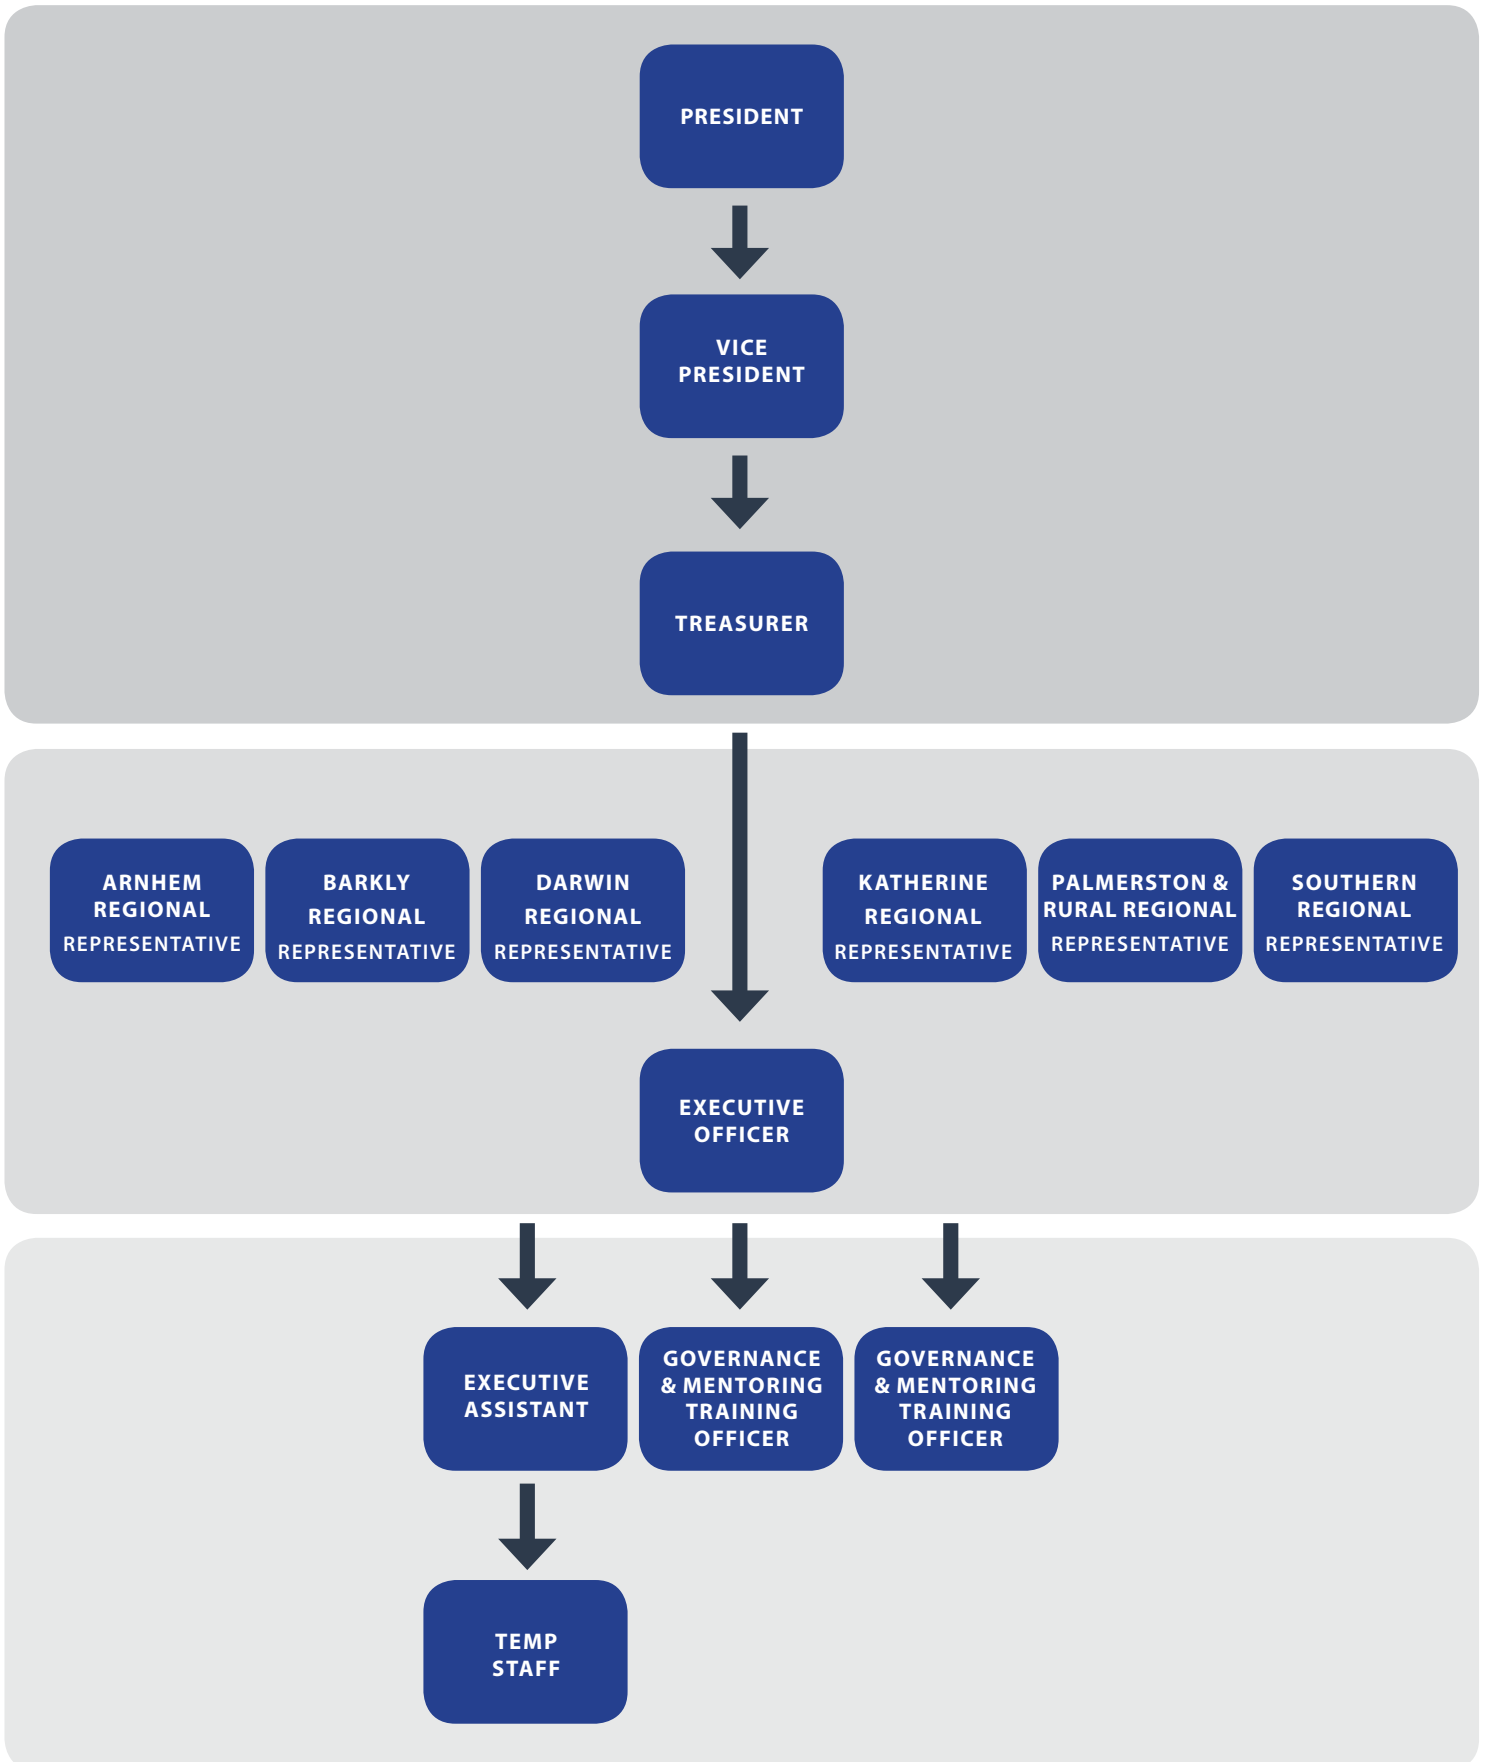 PRESIDENT
VICE
PRESIDENT
TREASURER
ARNHEM
REGIONAL
REPRESENTATIVE
BARKLY
REGIONAL
REPRESENTATIVE
DARWIN
REGIONAL
REPRESENTATIVE
KATHERINE
REGIONAL
REPRESENTATIVE
PALMERSTON &
RURAL REGIONAL
REPRESENTATIVE
SOUTHERN
REGIONAL
REPRESENTATIVE
EXECUTIVE
OFFICER
EXECUTIVE
ASSISTANT
GOVERNANCE
& MENTORING
TRAINING
OFFICER
GOVERNANCE
& MENTORING
TRAINING
OFFICER
TEMP
STAFF